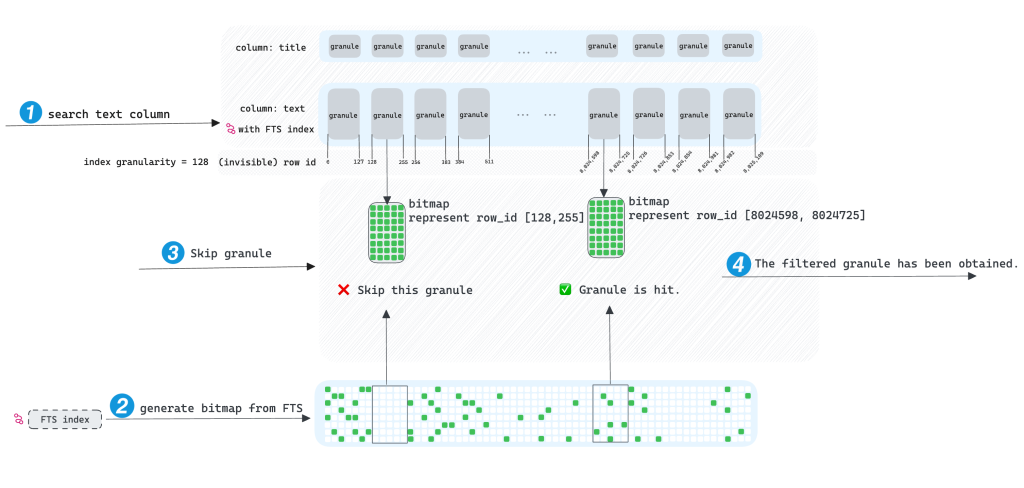 column: title
granule granule granule granule ... ... granule granule granule granule
1 search text column
column: text
with FTS index
granule granule granule granule ... ... granule granule granule granule
index granularity = 128 (invisible) row id
0 127 128 255 256 383 384 511
8,024,598 8,024,725 8,024,726 8,024,853 8,024,854 8,024,981 8,024,982 8,025,109
bitmap
represent row_id [128,255]
bitmap
represent row_id [8024598, 8024725]
3 Skip granule
4 The filtered granule has been obtained.
❌ Skip this granule
✅ Granule is hit.
FTS index
2 generate bitmap from FTS